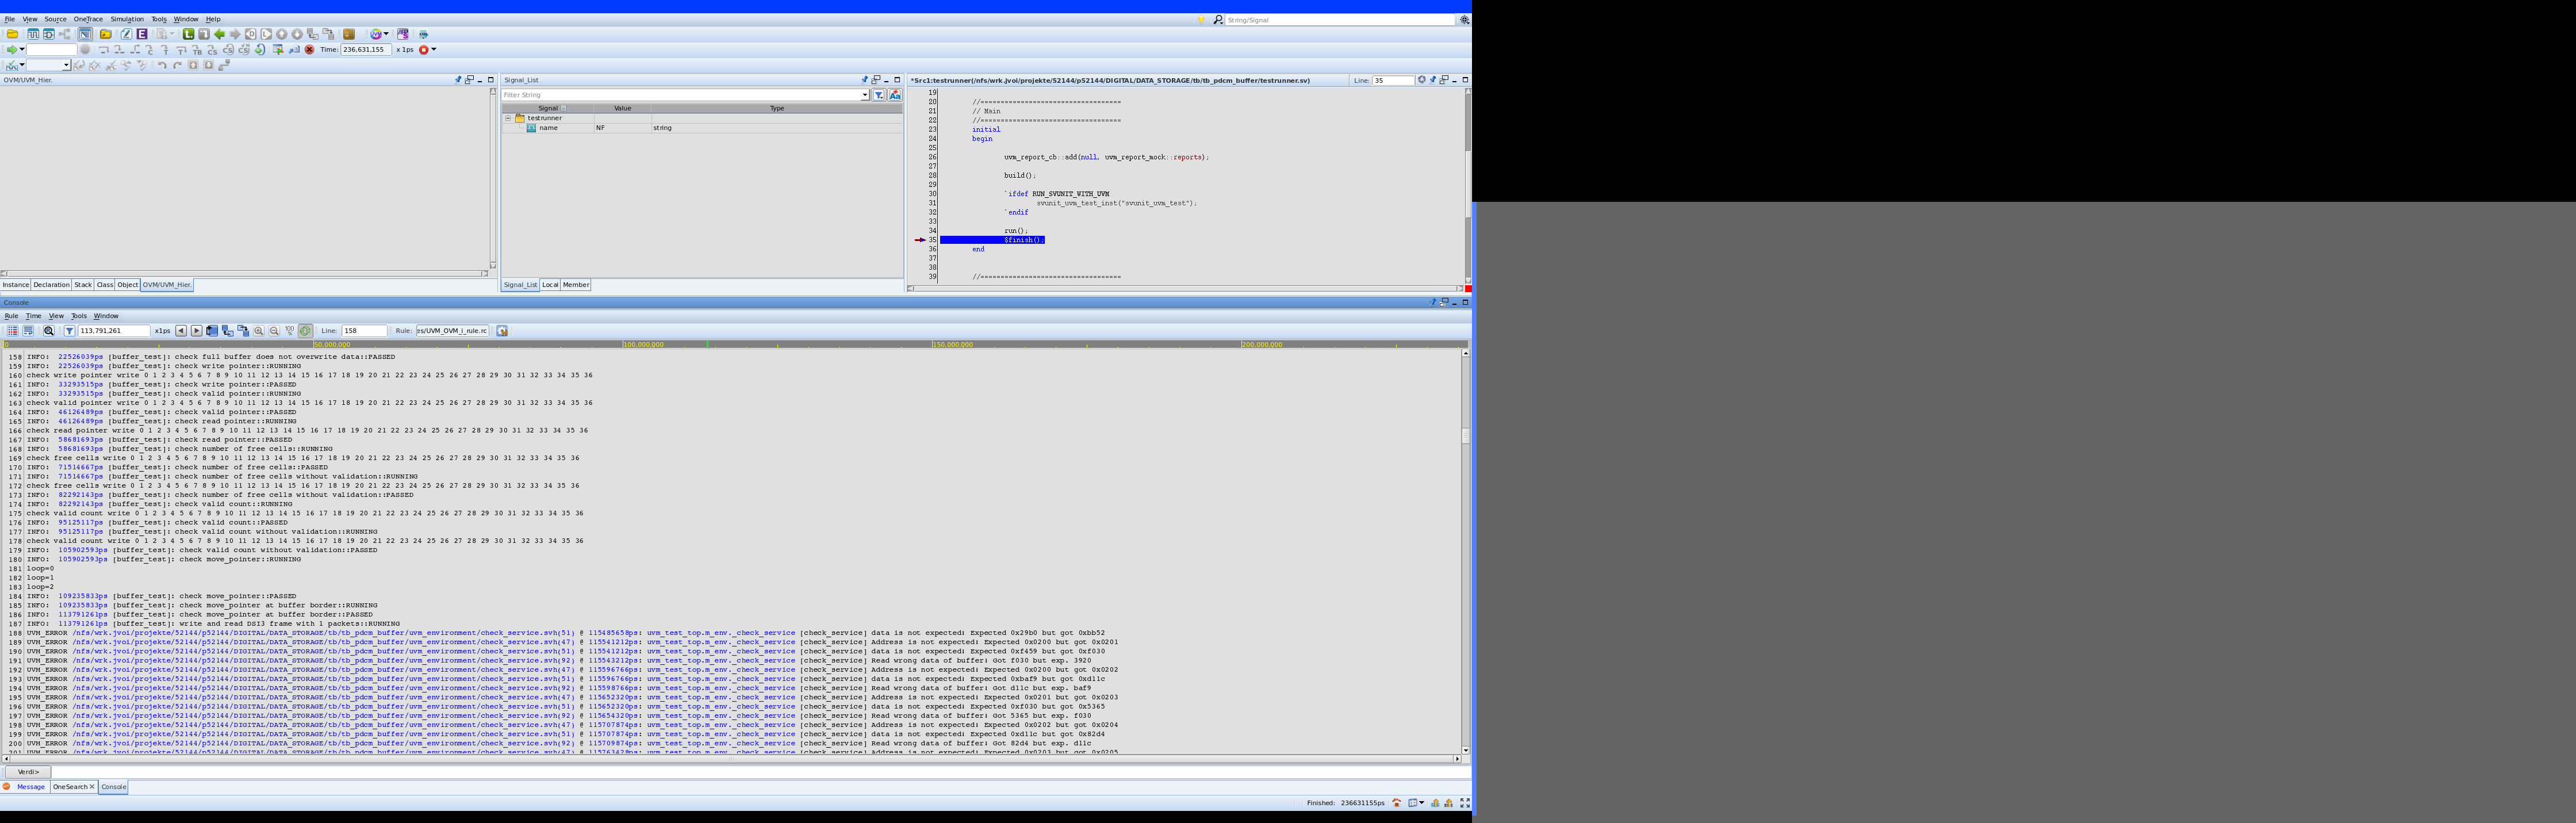 File View Source OneTrace Simulation Tools Window Help
String/Signal
Time: 236,631,155 x 1ps
OVM/UVM_Hier.
Signal_List
*Src1:testrunner(/nfs/wrk.jvoi/projekte/52144/p52144/DIGITAL/DATA_STORAGE/tb/tb_pdcm_buffer/testrunner.sv)
Line: 35
Filter String
Signal Value Type
testrunner
name NF string
19
20 //===================================
21 // Main
22 //===================================
23 initial
24 begin
25
26 uvm_report_cb::add(null, uvm_report_mock::reports);
27
28 build();
29
30 `ifdef RUN_SVUNIT_WITH_UVM
31 svunit_uvm_test_inst("svunit_uvm_test");
32 `endif
33
34 run();
35 $finish();
36 end
37
38
39 //===================================
Instance Declaration Stack Class Object OVM/UVM_Hier.
Signal_List Local Member
Console
Rule Time View Tools Window
113,791,261 x1ps
Line: 158 Rule: es/UVM_OVM_i_rule.rc
0 50,000,000 100,000,000 150,000,000 200,000,000
158 INFO: 22526039ps [buffer_test]: check full buffer does not overwrite data::PASSED
159 INFO: 22526039ps [buffer_test]: check write pointer::RUNNING
160 check write pointer write 0 1 2 3 4 5 6 7 8 9 10 11 12 13 14 15 16 17 18 19 20 21 22 23 24 25 26 27 28 29 30 31 32 33 34 35 36
161 INFO: 33293515ps [buffer_test]: check write pointer::PASSED
162 INFO: 33293515ps [buffer_test]: check valid pointer::RUNNING
163 check valid pointer write 0 1 2 3 4 5 6 7 8 9 10 11 12 13 14 15 16 17 18 19 20 21 22 23 24 25 26 27 28 29 30 31 32 33 34 35 36
164 INFO: 46126489ps [buffer_test]: check valid pointer::PASSED
165 INFO: 46126489ps [buffer_test]: check read pointer::RUNNING
166 check read pointer write 0 1 2 3 4 5 6 7 8 9 10 11 12 13 14 15 16 17 18 19 20 21 22 23 24 25 26 27 28 29 30 31 32 33 34 35 36
167 INFO: 58681693ps [buffer_test]: check read pointer::PASSED
168 INFO: 58681693ps [buffer_test]: check number of free cells::RUNNING
169 check free cells write 0 1 2 3 4 5 6 7 8 9 10 11 12 13 14 15 16 17 18 19 20 21 22 23 24 25 26 27 28 29 30 31 32 33 34 35 36
170 INFO: 71514667ps [buffer_test]: check number of free cells::PASSED
171 INFO: 71514667ps [buffer_test]: check number of free cells without validation::RUNNING
172 check free cells write 0 1 2 3 4 5 6 7 8 9 10 11 12 13 14 15 16 17 18 19 20 21 22 23 24 25 26 27 28 29 30 31 32 33 34 35 36
173 INFO: 82292143ps [buffer_test]: check number of free cells without validation::PASSED
174 INFO: 82292143ps [buffer_test]: check valid count::RUNNING
175 check valid count write 0 1 2 3 4 5 6 7 8 9 10 11 12 13 14 15 16 17 18 19 20 21 22 23 24 25 26 27 28 29 30 31 32 33 34 35 36
176 INFO: 95125117ps [buffer_test]: check valid count::PASSED
177 INFO: 95125117ps [buffer_test]: check valid count without validation::RUNNING
178 check valid count write 0 1 2 3 4 5 6 7 8 9 10 11 12 13 14 15 16 17 18 19 20 21 22 23 24 25 26 27 28 29 30 31 32 33 34 35 36
179 INFO: 105902593ps [buffer_test]: check valid count without validation::PASSED
180 INFO: 105902593ps [buffer_test]: check move_pointer::RUNNING
181 loop=0
182 loop=1
183 loop=2
184 INFO: 109235833ps [buffer_test]: check move_pointer::PASSED
185 INFO: 109235833ps [buffer_test]: check move_pointer at buffer border::RUNNING
186 INFO: 113791261ps [buffer_test]: check move_pointer at buffer border::PASSED
187 INFO: 113791261ps [buffer_test]: write and read DSI3 frame with 1 packets::RUNNING
188 UVM_ERROR /nfs/wrk.jvoi/projekte/52144/p52144/DIGITAL/DATA_STORAGE/tb/tb_pdcm_buffer/uvm_environment/check_service.svh(51) @ 115485658ps: uvm_test_top.m_env._check_service [check_service] data is not expected: Expected 0x29b0 but got 0xbb52
189 UVM_ERROR /nfs/wrk.jvoi/projekte/52144/p52144/DIGITAL/DATA_STORAGE/tb/tb_pdcm_buffer/uvm_environment/check_service.svh(47) @ 115541212ps: uvm_test_top.m_env._check_service [check_service] Address is not expected: Expected 0x0200 but got 0x0201
190 UVM_ERROR /nfs/wrk.jvoi/projekte/52144/p52144/DIGITAL/DATA_STORAGE/tb/tb_pdcm_buffer/uvm_environment/check_service.svh(51) @ 115541212ps: uvm_test_top.m_env._check_service [check_service] data is not expected: Expected 0xf459 but got 0xf030
191 UVM_ERROR /nfs/wrk.jvoi/projekte/52144/p52144/DIGITAL/DATA_STORAGE/tb/tb_pdcm_buffer/uvm_environment/check_service.svh(92) @ 115543212ps: uvm_test_top.m_env._check_service [check_service] Read wrong data of buffer: Got f030 but exp. 3920
192 UVM_ERROR /nfs/wrk.jvoi/projekte/52144/p52144/DIGITAL/DATA_STORAGE/tb/tb_pdcm_buffer/uvm_environment/check_service.svh(47) @ 115596766ps: uvm_test_top.m_env._check_service [check_service] Address is not expected: Expected 0x0200 but got 0x0202
193 UVM_ERROR /nfs/wrk.jvoi/projekte/52144/p52144/DIGITAL/DATA_STORAGE/tb/tb_pdcm_buffer/uvm_environment/check_service.svh(51) @ 115596766ps: uvm_test_top.m_env._check_service [check_service] data is not expected: Expected 0xbaf9 but got 0xd11c
194 UVM_ERROR /nfs/wrk.jvoi/projekte/52144/p52144/DIGITAL/DATA_STORAGE/tb/tb_pdcm_buffer/uvm_environment/check_service.svh(92) @ 115598766ps: uvm_test_top.m_env._check_service [check_service] Read wrong data of buffer: Got d11c but exp. baf9
195 UVM_ERROR /nfs/wrk.jvoi/projekte/52144/p52144/DIGITAL/DATA_STORAGE/tb/tb_pdcm_buffer/uvm_environment/check_service.svh(47) @ 115652320ps: uvm_test_top.m_env._check_service [check_service] Address is not expected: Expected 0x0201 but got 0x0203
196 UVM_ERROR /nfs/wrk.jvoi/projekte/52144/p52144/DIGITAL/DATA_STORAGE/tb/tb_pdcm_buffer/uvm_environment/check_service.svh(51) @ 115652320ps: uvm_test_top.m_env._check_service [check_service] data is not expected: Expected 0xf030 but got 0x5365
197 UVM_ERROR /nfs/wrk.jvoi/projekte/52144/p52144/DIGITAL/DATA_STORAGE/tb/tb_pdcm_buffer/uvm_environment/check_service.svh(92) @ 115654320ps: uvm_test_top.m_env._check_service [check_service] Read wrong data of buffer: Got 5365 but exp. f030
198 UVM_ERROR /nfs/wrk.jvoi/projekte/52144/p52144/DIGITAL/DATA_STORAGE/tb/tb_pdcm_buffer/uvm_environment/check_service.svh(47) @ 115707874ps: uvm_test_top.m_env._check_service [check_service] Address is not expected: Expected 0x0202 but got 0x0204
199 UVM_ERROR /nfs/wrk.jvoi/projekte/52144/p52144/DIGITAL/DATA_STORAGE/tb/tb_pdcm_buffer/uvm_environment/check_service.svh(51) @ 115707874ps: uvm_test_top.m_env._check_service [check_service] data is not expected: Expected 0xd11c but got 0x82d4
200 UVM_ERROR /nfs/wrk.jvoi/projekte/52144/p52144/DIGITAL/DATA_STORAGE/tb/tb_pdcm_buffer/uvm_environment/check_service.svh(92) @ 115709874ps: uvm_test_top.m_env._check_service [check_service] Read wrong data of buffer: Got 82d4 but exp. d11c
Verdi>
Message OneSearch Console
Finished: 236631155ps